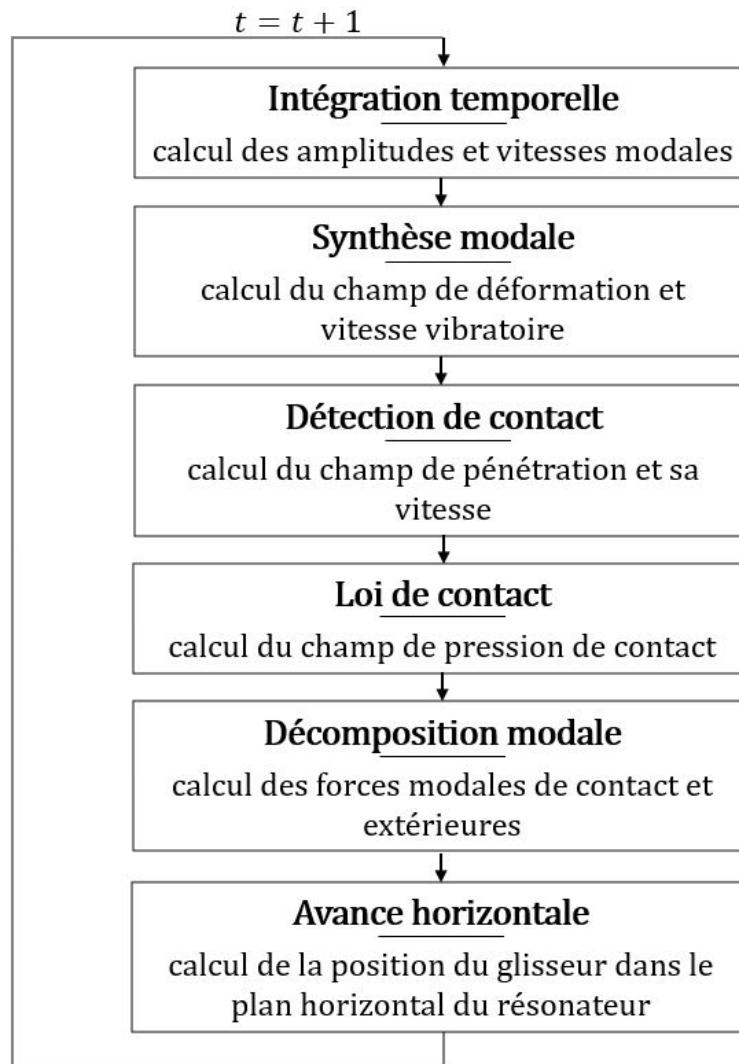 t = t + 1
Intégration temporelle
calcul des amplitudes et vitesses modales
Synthèse modale
calcul du champ de déformation et
vitesse vibratoire
Détection de contact
calcul du champ de pénétration et sa
vitesse
Loi de contact
calcul du champ de pression de contact
Décomposition modale
calcul des forces modales de contact et
extérieures
Avance horizontale
calcul de la position du glisseur dans le
plan horizontal du résonateur